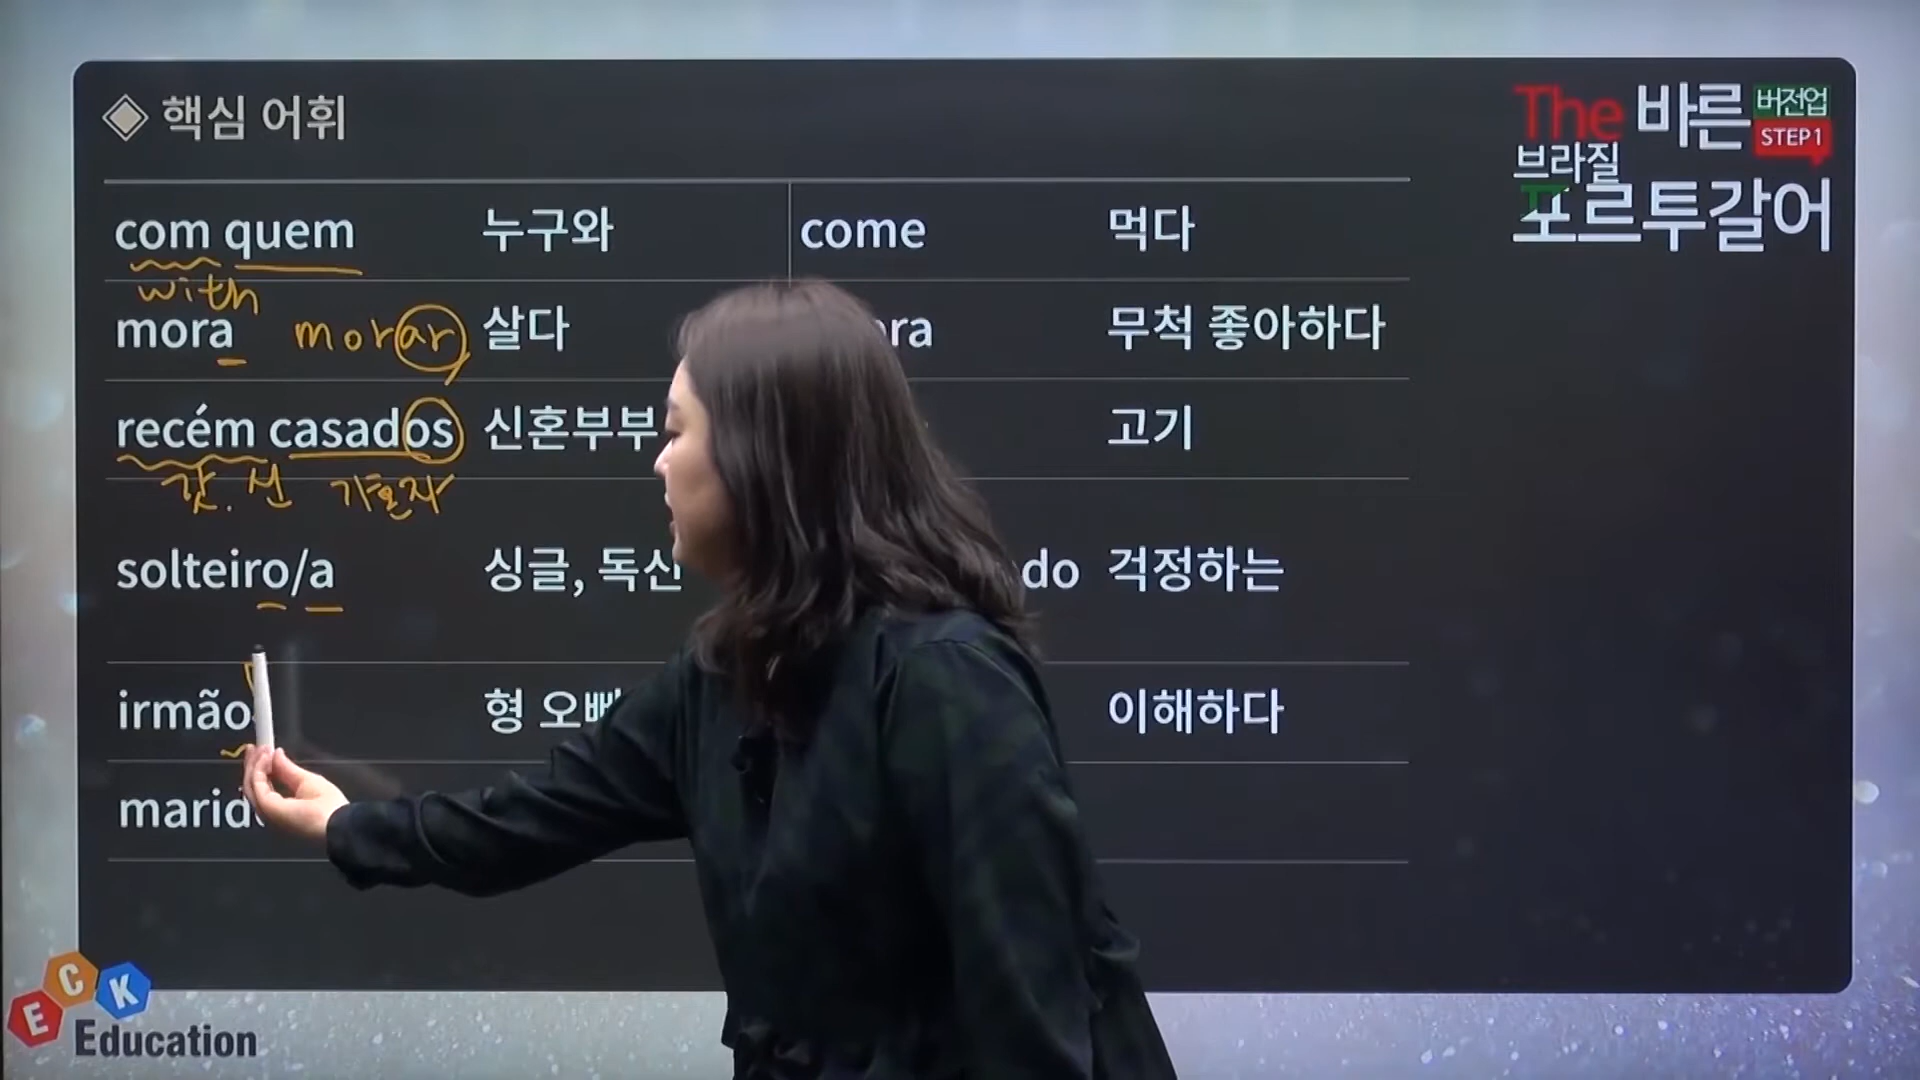 ◈ 핵심 어휘
The 바른 버전업
STEP1
브라질
포르투갈어
com quem 누구와 come 먹다
with
mora morar 살다 ra 무척 좋아하다
recém casados 신혼부부 고기
갓. 신 기혼자
solteiro/a 싱글, 독신 do 걱정하는
irmão 형 오빠 이해하다
marid
ECK
Education